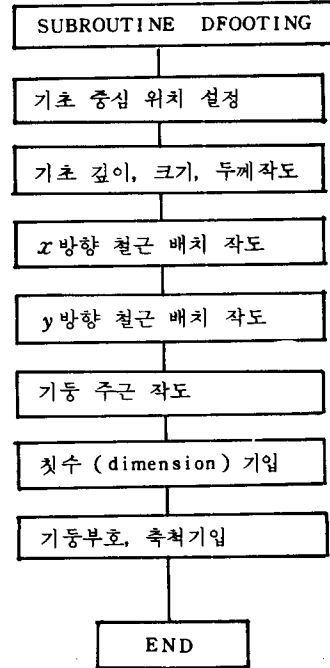 SUBROUTINE DFOOTING
기초 중심 위치 설정
기초 깊이, 크기, 두께작도
x 방향 철근 배치 작도
y 방향 철근 배치 작도
기둥 주근 작도
칫수 (dimension) 기입
기둥부호, 축척기입
END